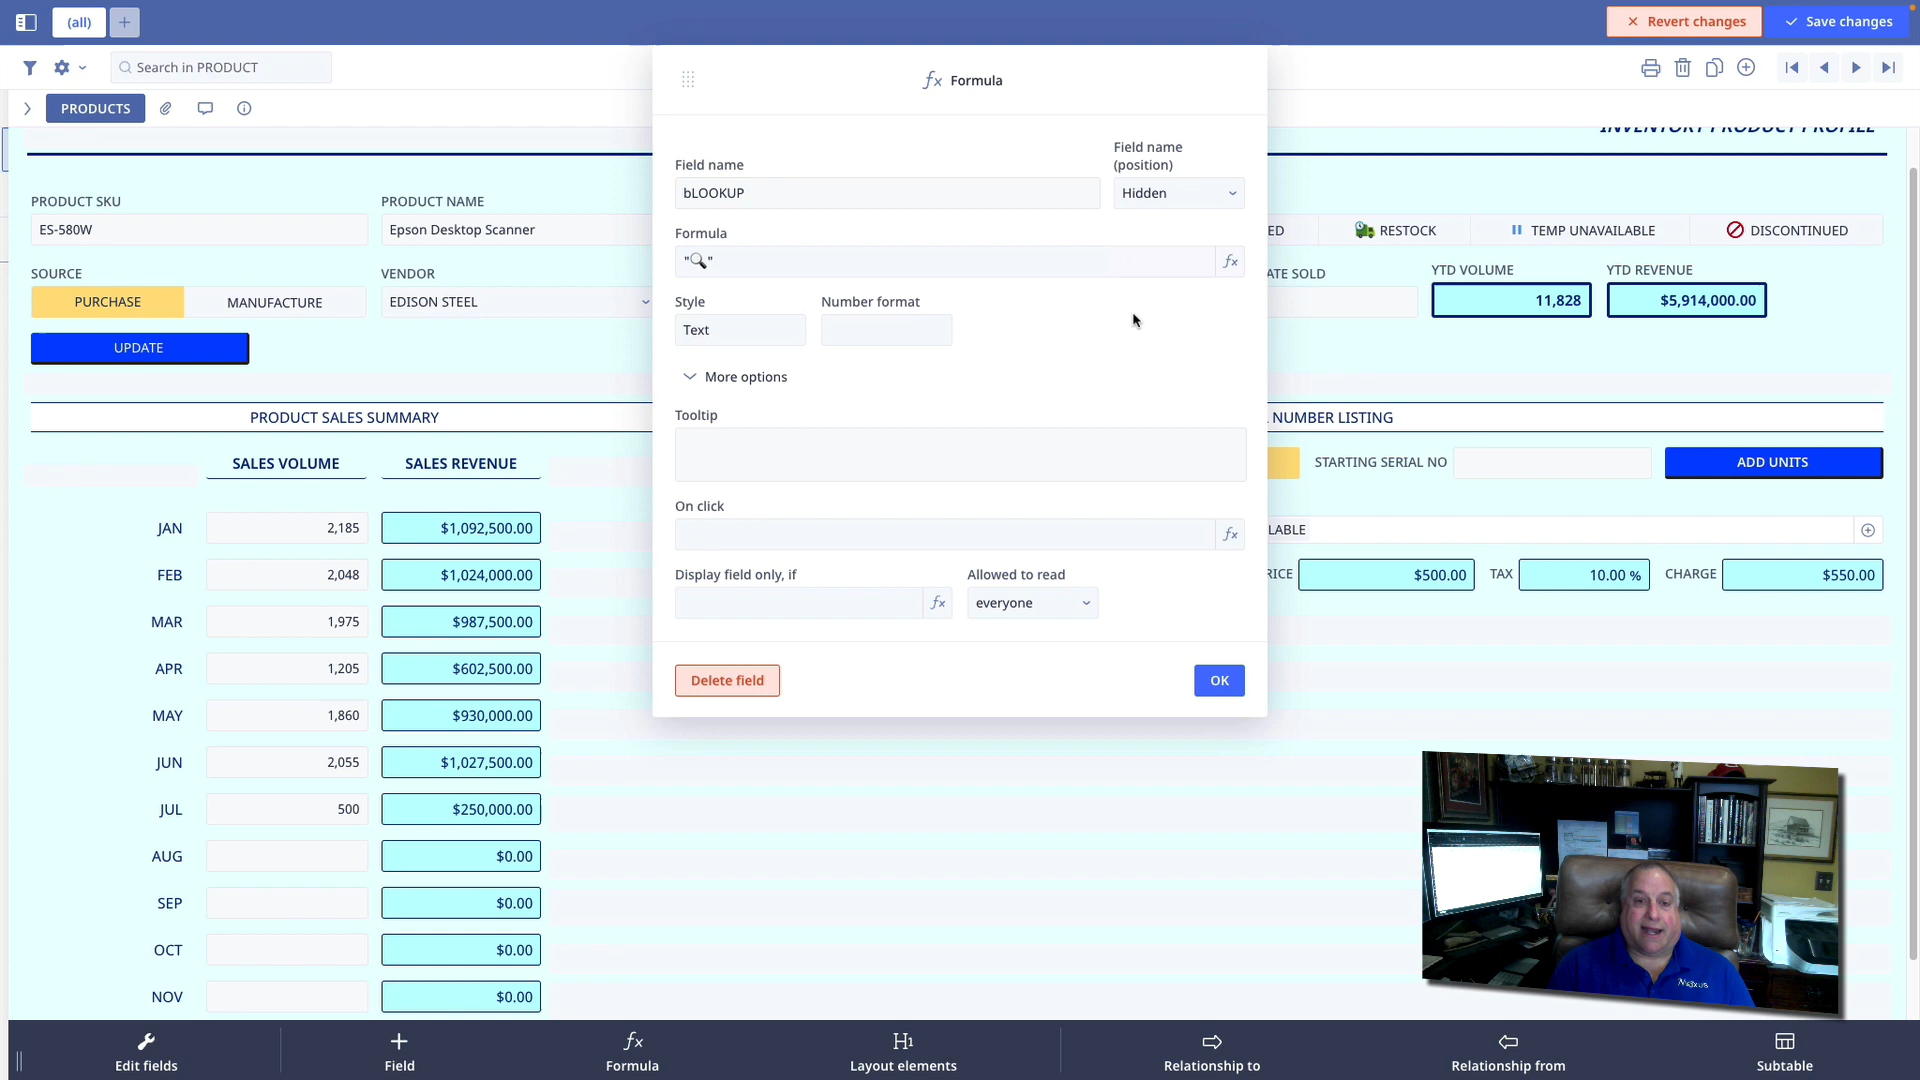 (all)
Revert changes
Save changes
Search in PRODUCT
fx Formula
PRODUCTS
INVENTORY PRODUCT PROFILE
Field name
Field name (position)
bLOOKUP
Hidden
PRODUCT SKU
PRODUCT NAME
ES-580W
Epson Desktop Scanner
ED
RESTOCK
TEMP UNAVAILABLE
DISCONTINUED
Formula
"🔍"
fx
SOURCE
VENDOR
ATE SOLD
YTD VOLUME
YTD REVENUE
PURCHASE
MANUFACTURE
EDISON STEEL
11,828
$5,914,000.00
Style
Number format
Text
UPDATE
More options
PRODUCT SALES SUMMARY
NUMBER LISTING
Tooltip
SALES VOLUME
SALES REVENUE
STARTING SERIAL NO
ADD UNITS
On click
fx
JAN 2,185 $1,092,500.00
LABLE
Display field only, if
Allowed to read
fx
everyone
FEB 2,048 $1,024,000.00
RICE $500.00 TAX 10.00 % CHARGE $550.00
MAR 1,975 $987,500.00
APR 1,205 $602,500.00
Delete field
OK
MAY 1,860 $930,000.00
JUN 2,055 $1,027,500.00
JUL 500 $250,000.00
AUG $0.00
SEP $0.00
OCT $0.00
NOV $0.00
NEXUS
Edit fields
Field
fx Formula
H1 Layout elements
Relationship to
Relationship from
Subtable